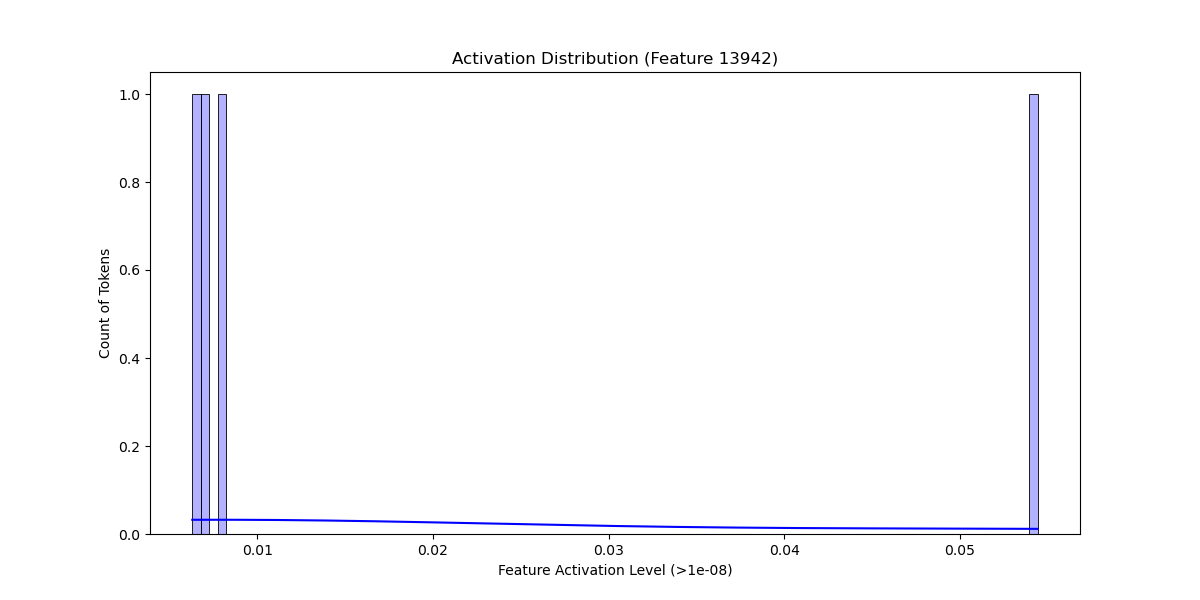 Activation Distribution (Feature 13942)
Count of Tokens
1.0
0.8
0.6
0.4
0.2
0.0
0.01 0.02 0.03 0.04 0.05
Feature Activation Level (>1e-08)